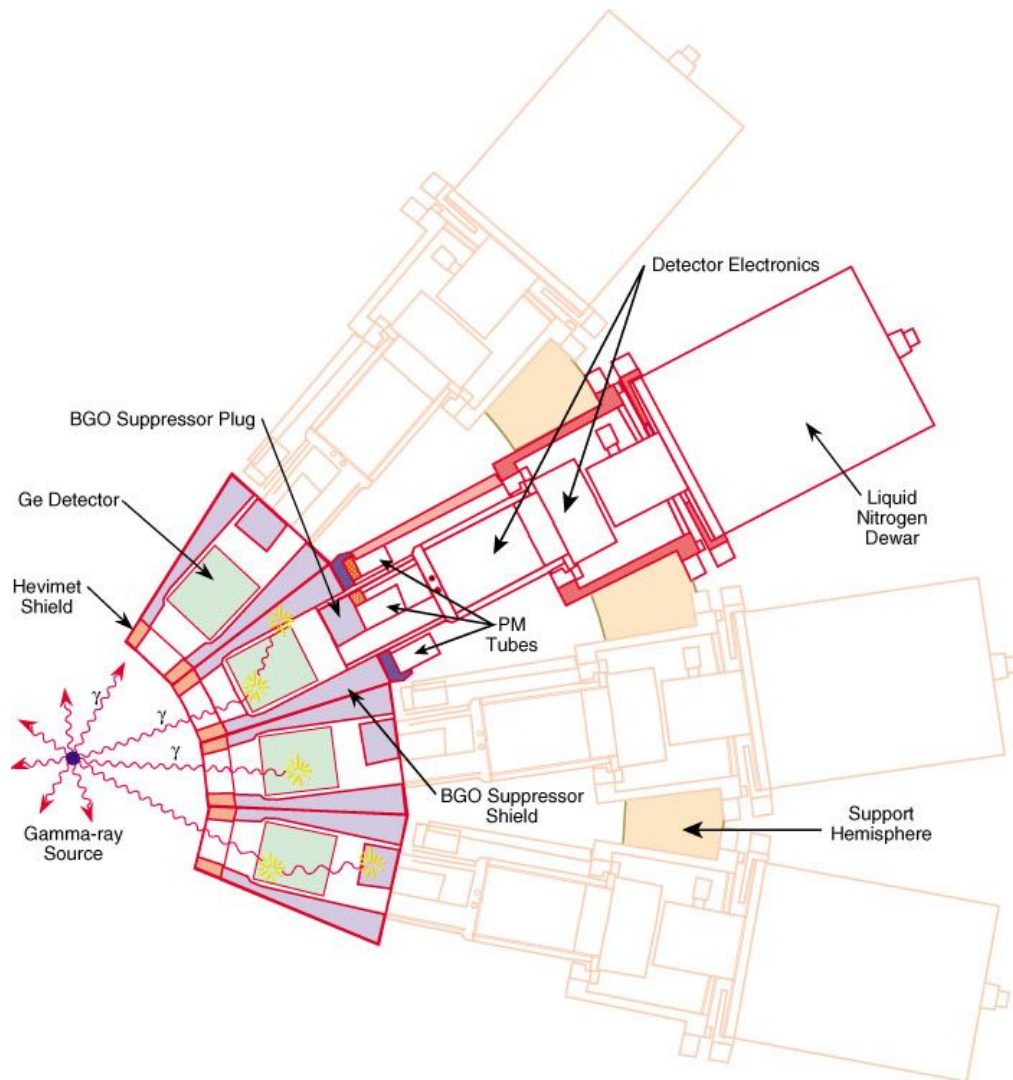 Detector Electronics
BGO Suppressor Plug
Ge Detector
Liquid
Nitrogen
Dewar
Hevimet
Shield
PM
Tubes
γ
γ
γ
BGO Suppressor
Shield
Gamma-ray
Source
Support
Hemisphere